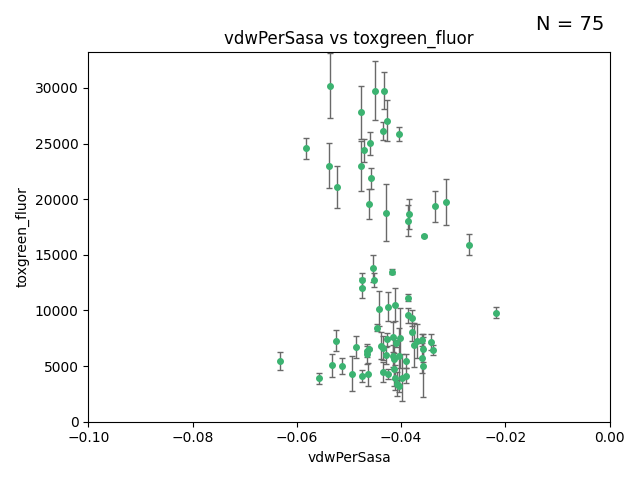 N = 75
vdwPerSasa vs toxgreen_fluor
30000
25000
20000
15000
10000
5000
0
toxgreen_fluor
−0.10 −0.08 −0.06 −0.04 −0.02 0.00
vdwPerSasa